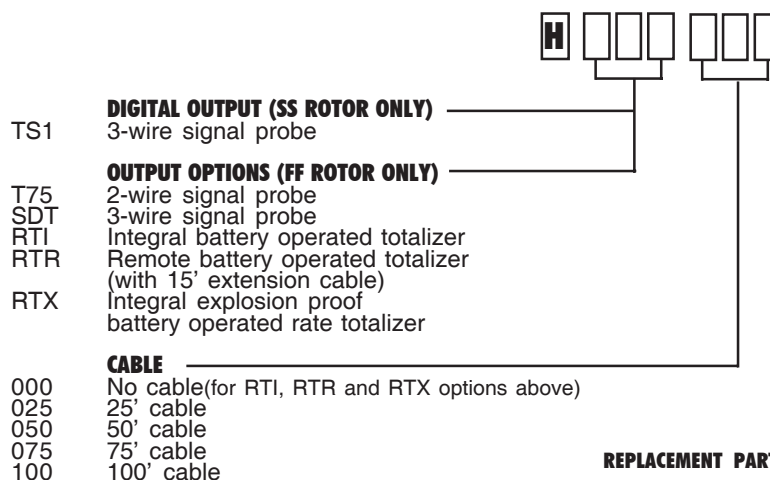 H
DIGITAL OUTPUT (SS ROTOR ONLY)
TS1 3-wire signal probe
OUTPUT OPTIONS (FF ROTOR ONLY)
T75 2-wire signal probe
SDT 3-wire signal probe
RTI Integral battery operated totalizer
RTR Remote battery operated totalizer
(with 15’ extension cable)
RTX Integral explosion proof
battery operated rate totalizer
CABLE
000 No cable(for RTI, RTR and RTX options above)
025 25’ cable
050 50’ cable
075 75’ cable
100 100’ cable
REPLACEMENT PART